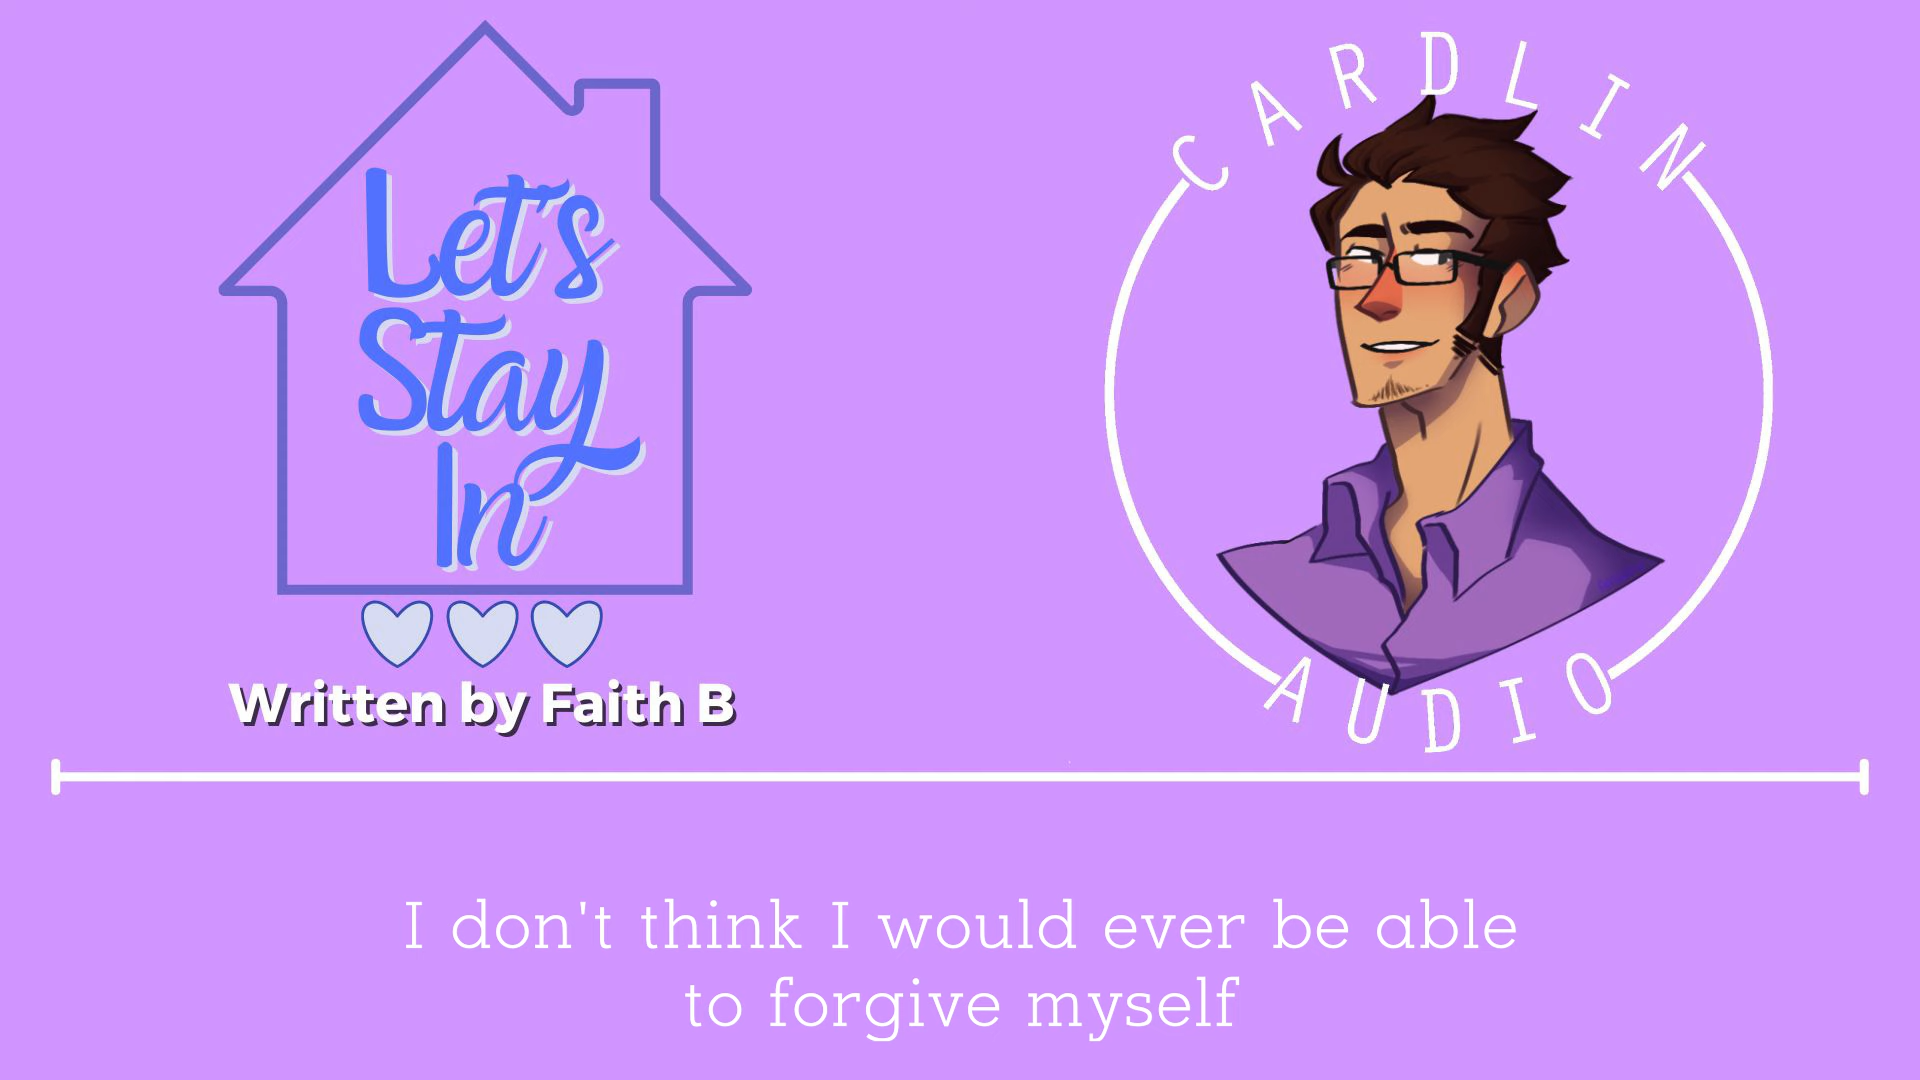 Let's
Stay
In
Written by Faith B
CARDLIN
AUDIO
I don't think I would ever be able
to forgive myself